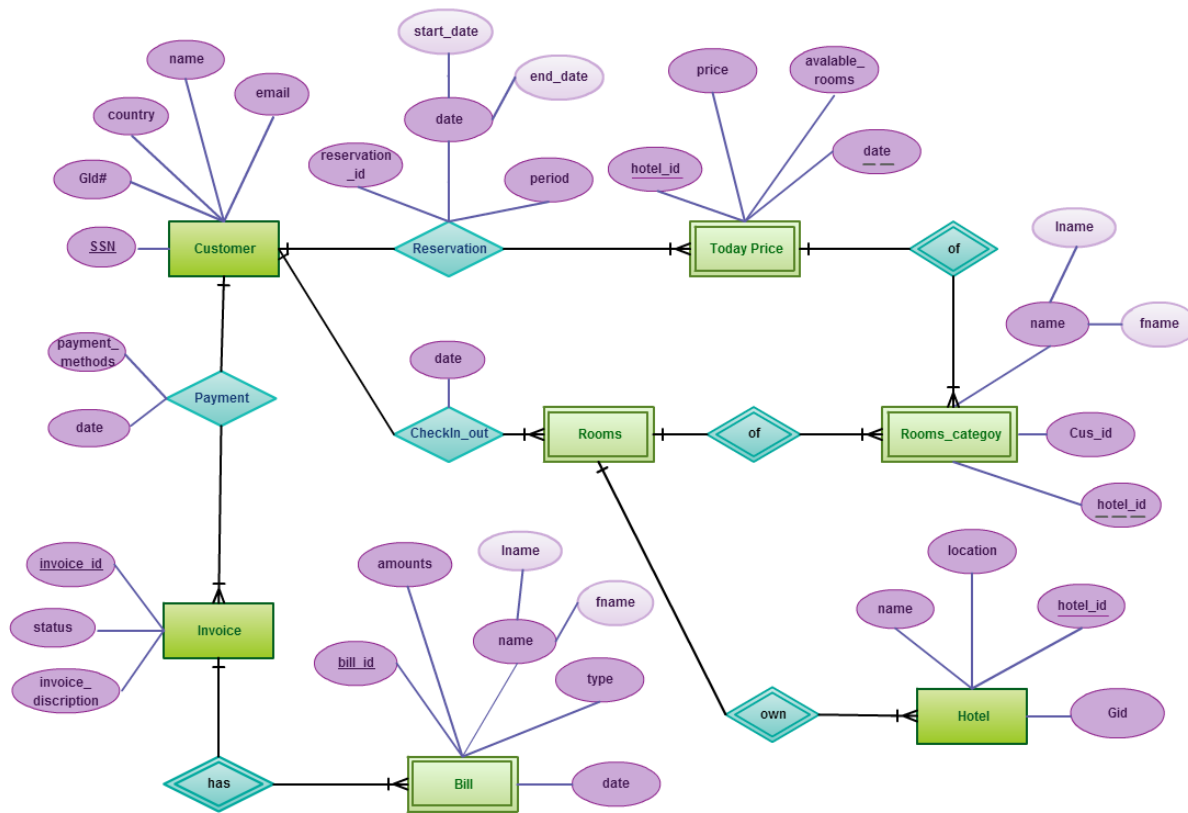 start_date
name
end_date
price
avalable_
rooms
email
country
date
date
reservation
_id
period
hotel_id
GId#
lname
SSN
Customer
Reservation
Today Price
of
name
fname
payment_
methods
date
Payment
date
CheckIn_out
Rooms
of
Rooms_categoy
Cus_id
hotel_id
lname
location
amounts
invoice_id
fname
name
hotel_id
status
Invoice
name
bill_id
type
invoice_
discription
own
Hotel
Gid
has
Bill
date